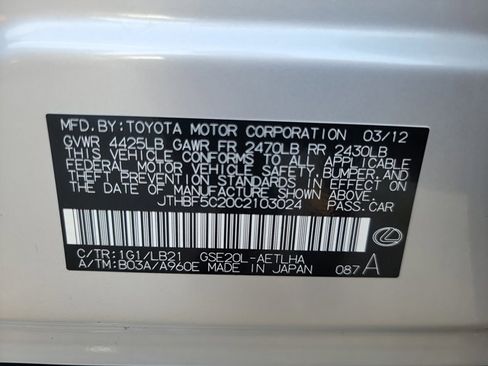 MFD.BY:TOYOTA MOTOR CORPORATION 03/12
GVWR 4425LB GAWR FR 2470LB RR 2430LB
THIS VEHICLE CONFORMS TO ALL APPLICABLE
FEDERAL MOTOR VEHICLE SAFETY, BUMPER, AND
THEFT PREVENTION STANDARDS IN EFFECT ON
THE DATE OF MANUFACTURE SHOWN ABOVE.
JTHBF5C20C2103024 PASS.CAR
C/TR:1G1/LB21 GSE20L-AETLHA
A/TM:B03A/A960E MADE IN JAPAN 087 A